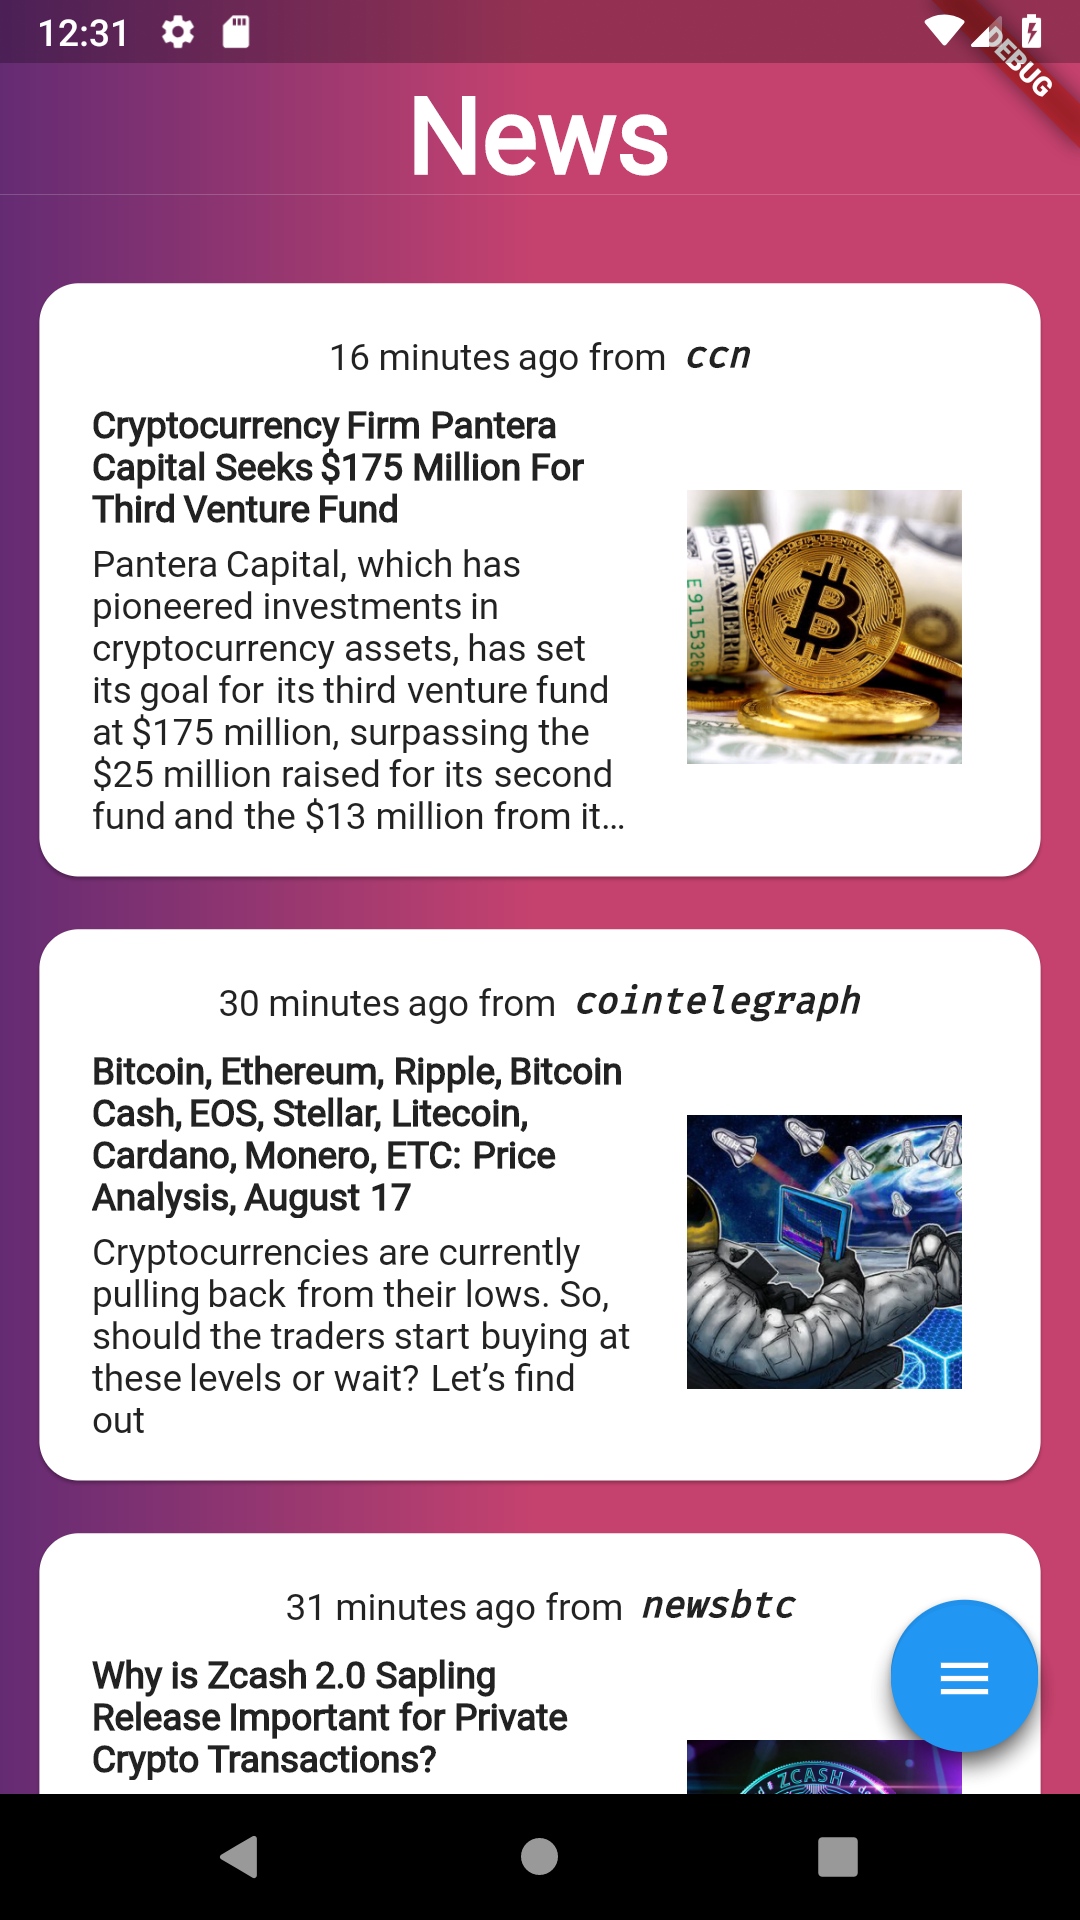 12:31
DEBUG
News
16 minutes ago from ccn
Cryptocurrency Firm Pantera
Capital Seeks $175 Million For
Third Venture Fund
Pantera Capital, which has
pioneered investments in
cryptocurrency assets, has set
its goal for its third venture fund
at $175 million, surpassing the
$25 million raised for its second
fund and the $13 million from it...
30 minutes ago from cointelegraph
Bitcoin, Ethereum, Ripple, Bitcoin
Cash, EOS, Stellar, Litecoin,
Cardano, Monero, ETC: Price
Analysis, August 17
Cryptocurrencies are currently
pulling back from their lows. So,
should the traders start buying at
these levels or wait? Let’s find
out
31 minutes ago from newsbtc
Why is Zcash 2.0 Sapling
Release Important for Private
Crypto Transactions?
ZCASH